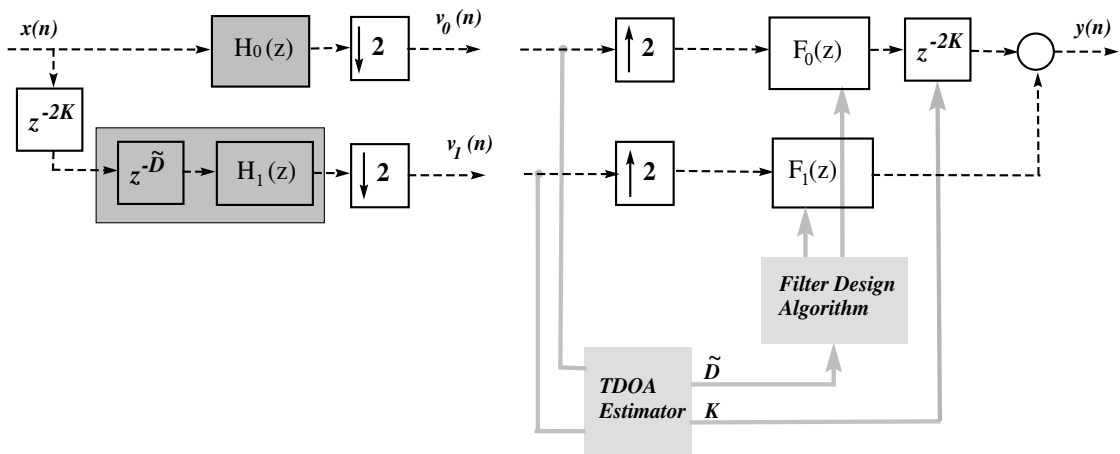 x(n)
H₀(z)
↓ 2
v₀(n)
↑ 2
F₀(z)
z^{-2K}
y(n)
z^{-2K}
z^{-D̃}
H₁(z)
↓ 2
v₁(n)
↑ 2
F₁(z)
Filter Design
Algorithm
TDOA
Estimator
D̃
K